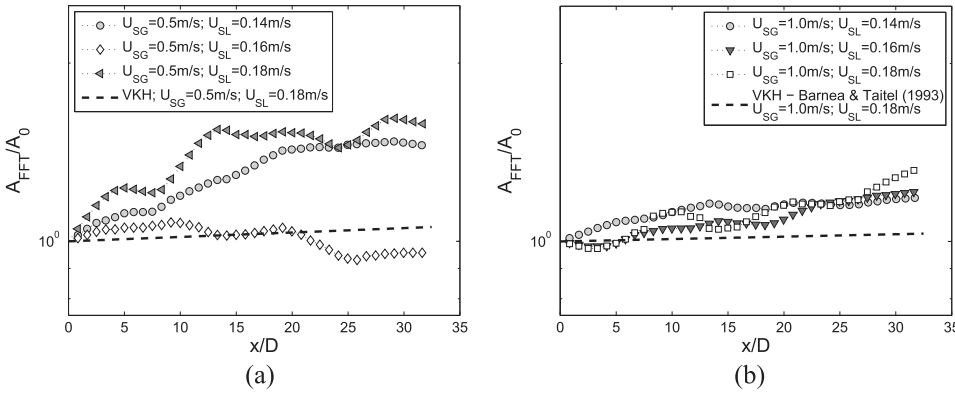 U_SG=0.5m/s; U_SL=0.14m/s
U_SG=0.5m/s; U_SL=0.16m/s
U_SG=0.5m/s; U_SL=0.18m/s
VKH; U_SG=0.5m/s; U_SL=0.18m/s
A_FFT/A_0
10^0
0 5 10 15 20 25 30 35
x/D
(a)
U_SG=1.0m/s; U_SL=0.14m/s
U_SG=1.0m/s; U_SL=0.16m/s
U_SG=1.0m/s; U_SL=0.18m/s
VKH − Barnea & Taitel (1993)
U_SG=1.0m/s; U_SL=0.18m/s
A_FFT/A_0
10^0
0 5 10 15 20 25 30 35
x/D
(b)